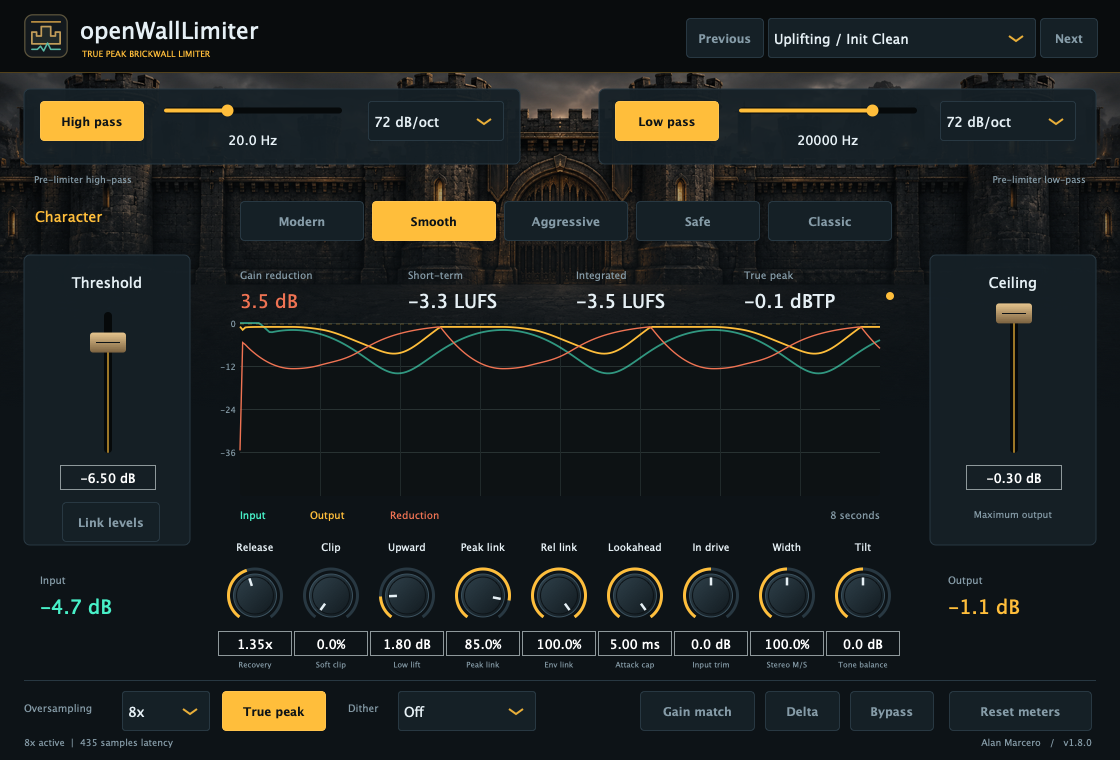 openWallLimiter
TRUE PEAK BRICKWALL LIMITER
Previous
Uplifting / Init Clean
Next
High pass
20.0 Hz
72 dB/oct
Low pass
20000 Hz
72 dB/oct
Pre-limiter high-pass
Pre-limiter low-pass
Character
Modern
Smooth
Aggressive
Safe
Classic
Threshold
-6.50 dB
Link levels
Gain reduction
3.5 dB
Short-term
-3.3 LUFS
Integrated
-3.5 LUFS
True peak
-0.1 dBTP
0
-12
-24
-36
Input
Output
Reduction
8 seconds
Ceiling
-0.30 dB
Maximum output
Release
Clip
Upward
Peak link
Rel link
Lookahead
In drive
Width
Tilt
1.35x
0.0%
1.80 dB
85.0%
100.0%
5.00 ms
0.0 dB
100.0%
0.0 dB
Recovery
Soft clip
Low lift
Peak link
Env link
Attack cap
Input trim
Stereo M/S
Tone balance
Input
-4.7 dB
Output
-1.1 dB
Oversampling
8x
True peak
Dither
Off
Gain match
Delta
Bypass
Reset meters
8x active | 435 samples latency
Alan Marcero / v1.8.0